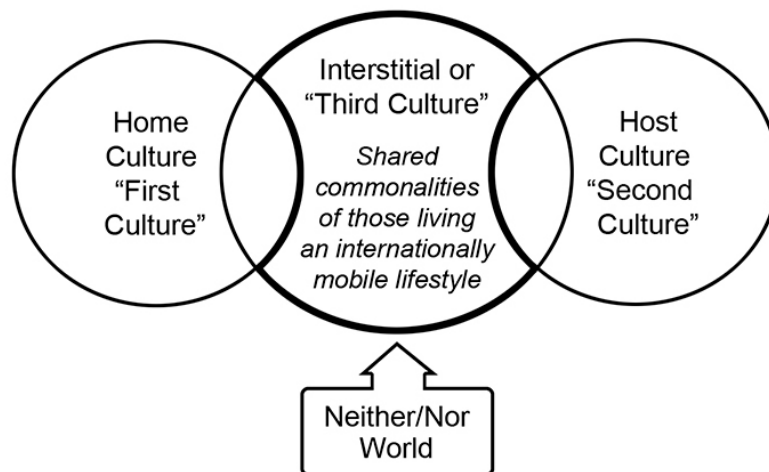 Home
Culture
“First
Culture”
Interstitial or
“Third Culture”
Shared
commonalities
of those living
an internationally
mobile lifestyle
Host
Culture
“Second
Culture”
Neither/Nor
World